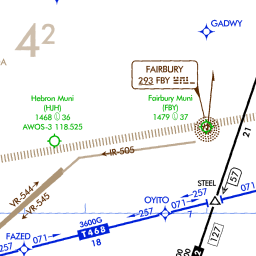 GADWY
4²
A
FAIRBURY
293 FBY
Hebron Muni
(HJH)
1468 36
AWOS-3 118.525
Fairbury Muni
(FBY)
1479 37
21
IR-505
VR-544
VR-545
57
STEEL
OYITO
257
071
7
3600G
T468
18
127
071
257
FAZED
257
071